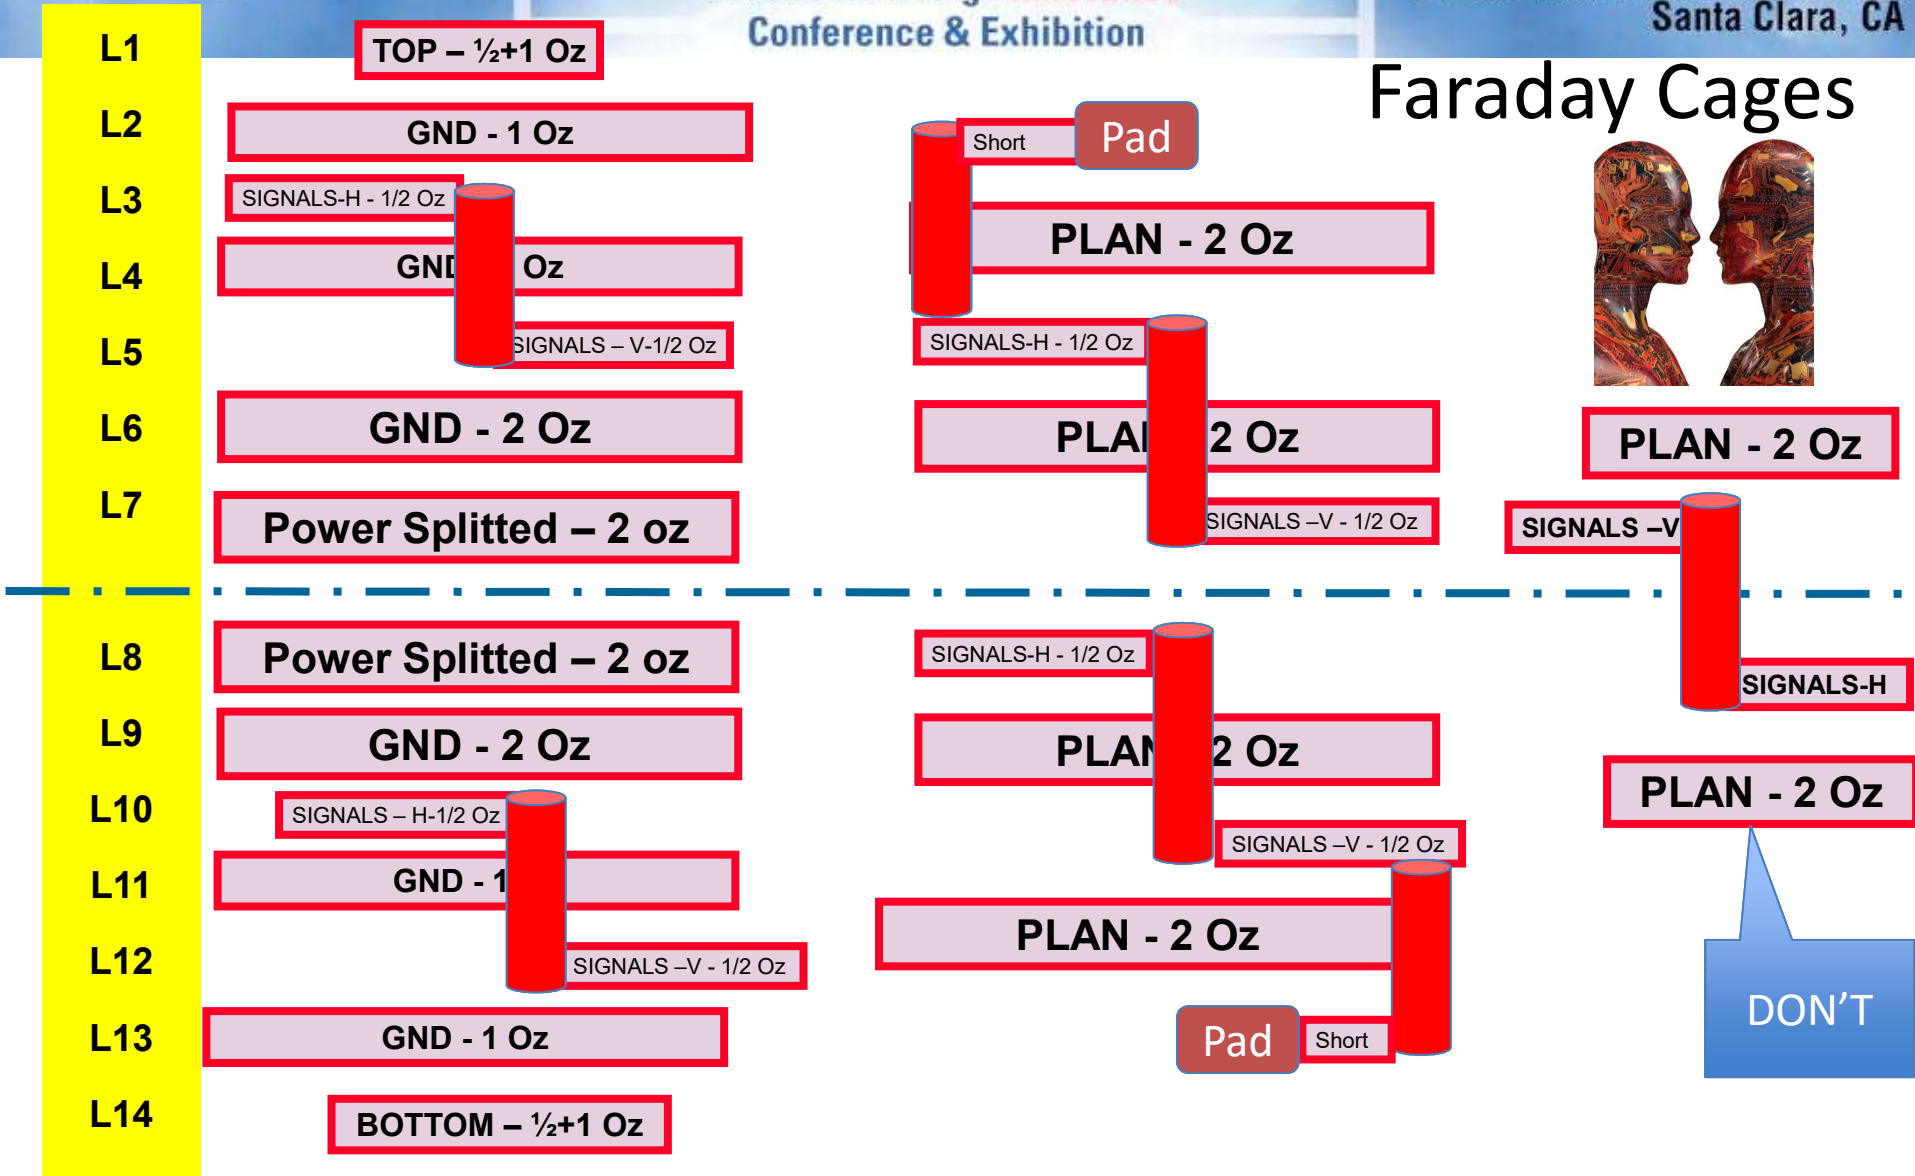 Conference & Exhibition
Santa Clara, CA
Faraday Cages
L1
TOP – ½+1 Oz
L2
GND - 1 Oz
L3
SIGNALS-H - 1/2 Oz
L4
Oz
L5
SIGNALS – V-1/2 Oz
L6
GND - 2 Oz
L7
Power Splitted – 2 oz
L8
Power Splitted – 2 oz
L9
GND - 2 Oz
L10
SIGNALS – H-1/2 Oz
L11
GND - 1
L12
SIGNALS –V - 1/2 Oz
L13
GND - 1 Oz
L14
BOTTOM – ½+1 Oz
Short
Pad
PLAN - 2 Oz
SIGNALS-H - 1/2 Oz
2 Oz
SIGNALS –V - 1/2 Oz
SIGNALS-H - 1/2 Oz
PLAN 2 Oz
SIGNALS –V - 1/2 Oz
PLAN - 2 Oz
Pad
Short
PLAN - 2 Oz
SIGNALS –V
SIGNALS-H
PLAN - 2 Oz
DON'T